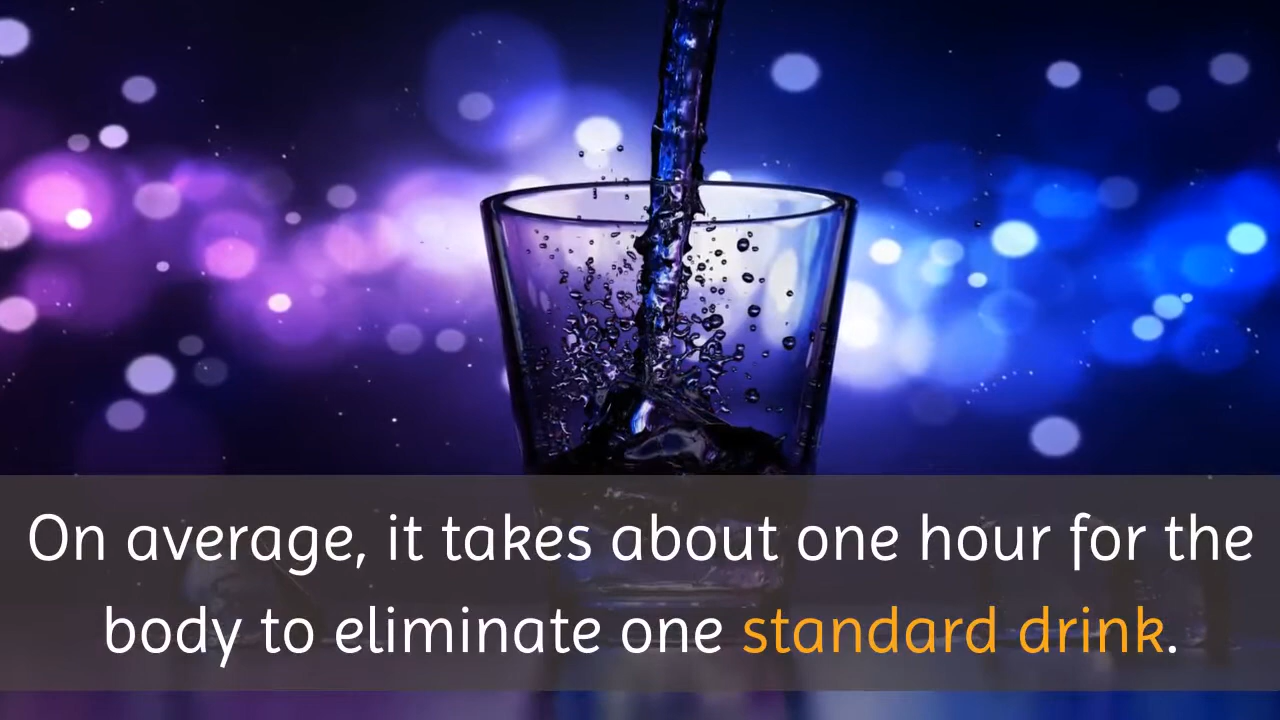 On average, it takes about one hour for the
body to eliminate one standard drink.